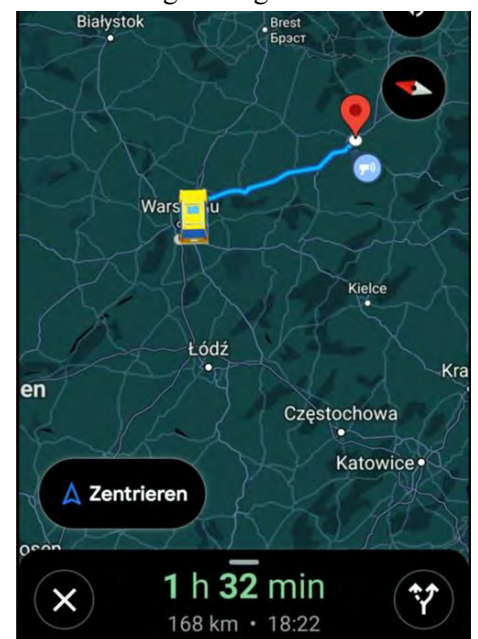 Białystok
Brest
Брэст
Kielce
Łódź
Kra
en
Częstochowa
Katowice
Zentrieren
1 h 32 min
168 km • 18:22